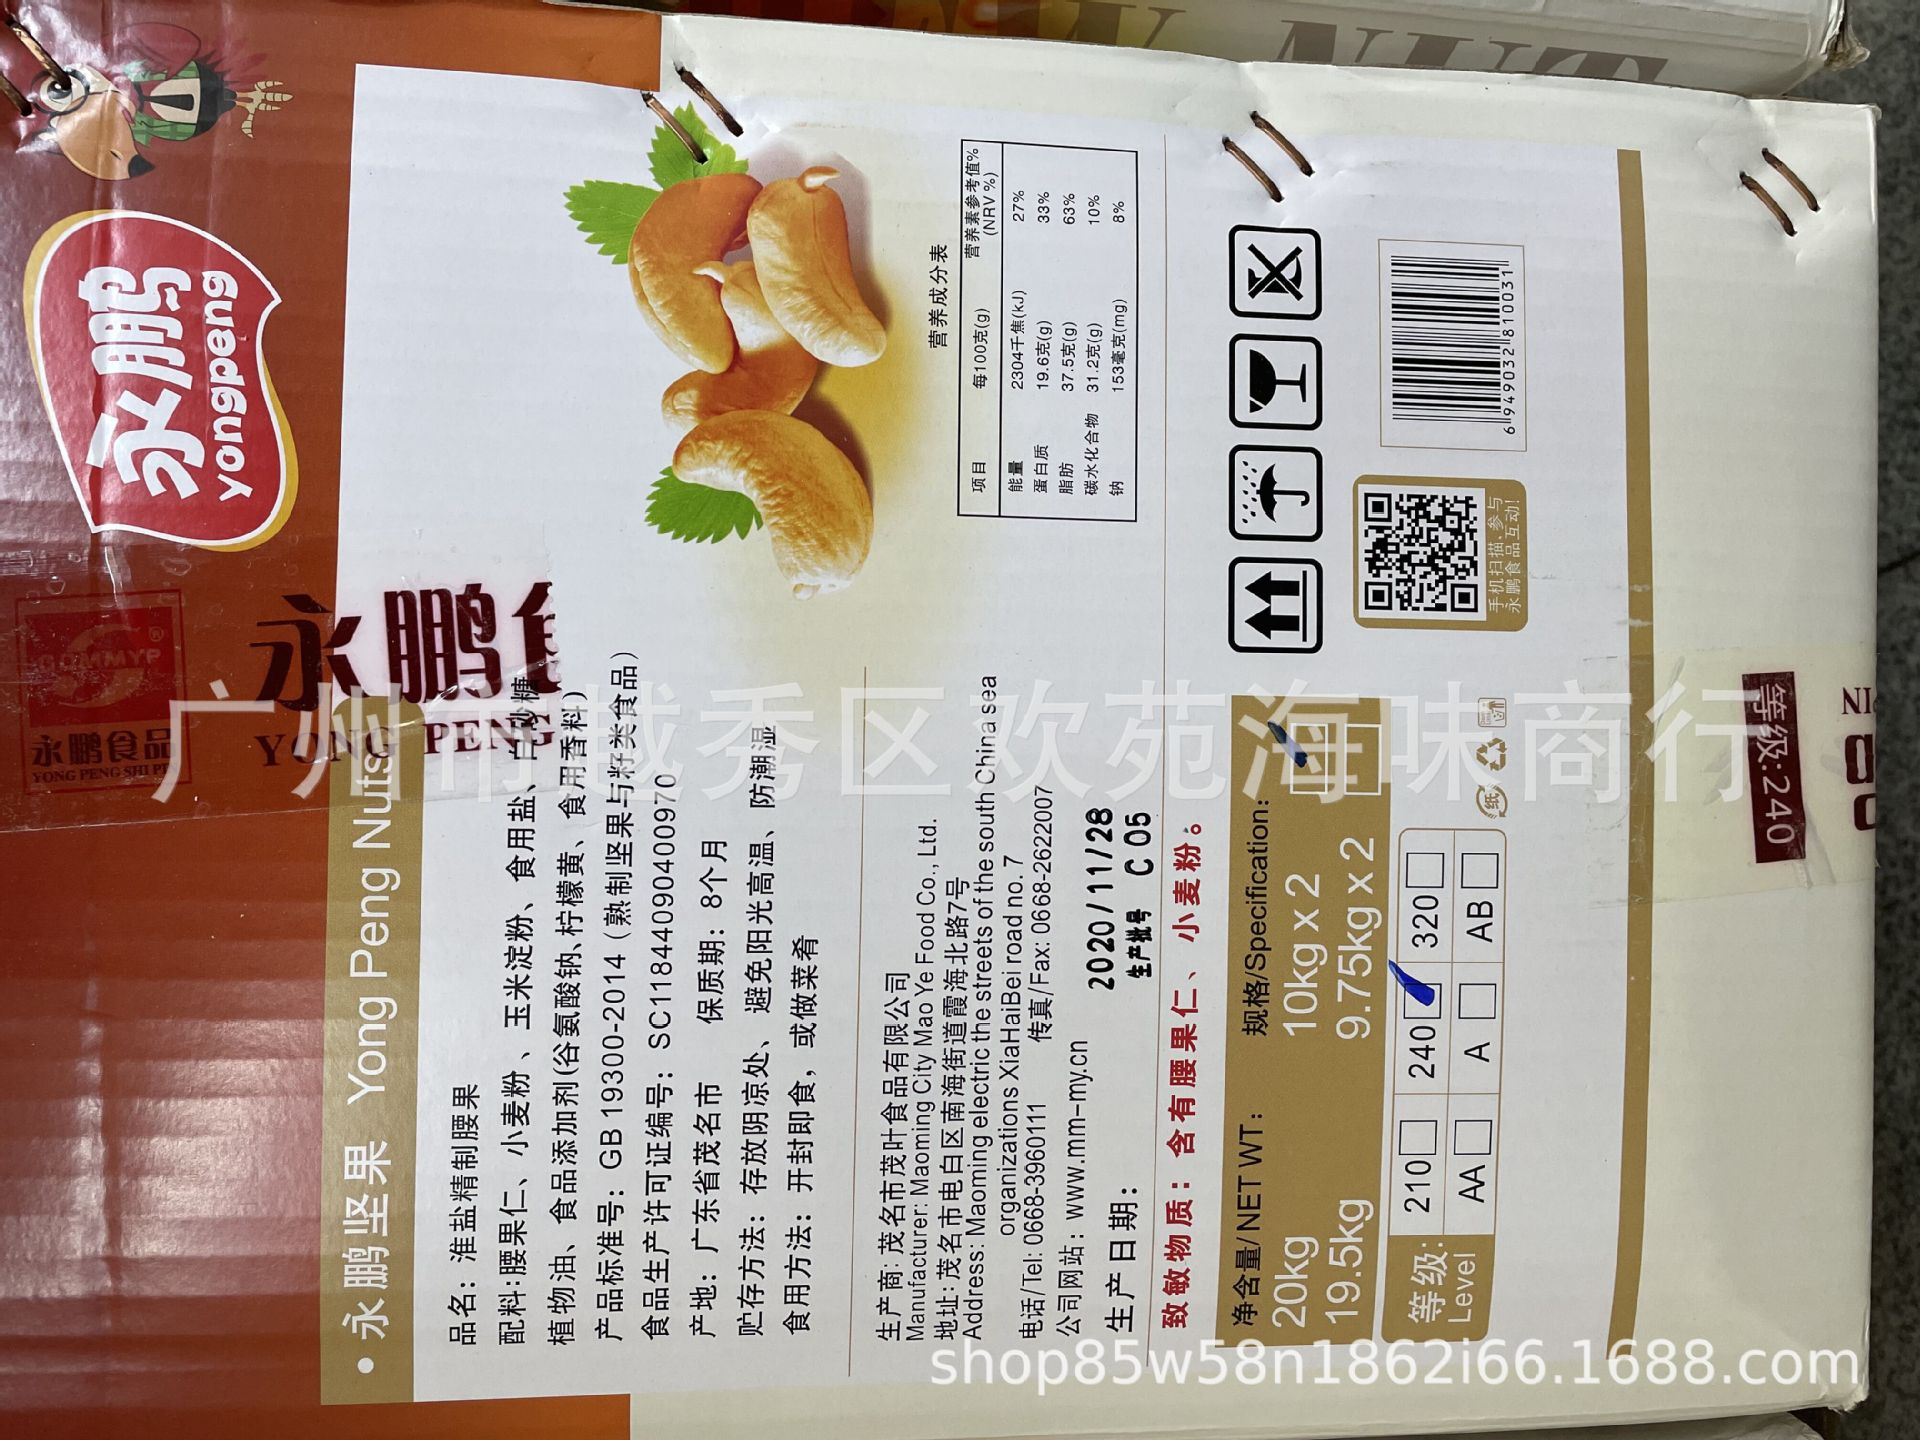 永鹏
yongpeng
GOMMYP
®
永鹏食品
YONG PENG SHI P
永鹏食
YONG PENG
• 永鹏坚果 Yong Peng Nuts
品名：淮盐精制腰果
配料:腰果仁、小麦粉、玉米淀粉、食用盐、白砂糖
植物油、食品添加剂(谷氨酸钠、柠檬黄、食用香料)
产品标准号：GB 19300-2014（熟制坚果与籽类食品）
食品生产许可证编号：SC11844090400970
产地：广东省茂名市 保质期：8个月
贮存方法：存放阴凉处、避免阳光高温、防潮湿
食用方法：开封即食，或做菜肴
营养成分表
项目 每100克(g) 营养素参考值%(NRV %)
能量 2304千焦(kJ) 27%
蛋白质 19.6克(g) 33%
脂肪 37.5克(g) 63%
碳水化合物 31.2克(g) 10%
钠 153毫克(mg) 8%
生产商: 茂名市茂叶食品有限公司
Manufacturer: Maoming City Mao Ye Food Co., Ltd.
地址: 茂名市电白区南海街道霞海北路7号
Address: Maoming electric the streets of the south China sea
organizations XiaHaiBei road no. 7
电话/Tel: 0668-3960111 传真/Fax: 0668-2622007
公司网站：www.mm-my.cn
生产日期：
2020/11/28
生产批号 C 05
致敏物质：含有腰果仁、小麦粉。
净含量/NET WT： 规格/Specification：
20kg 10kg x 2
19.5kg 9.75kg x 2
等级: 210 240 320
Level AA A AB
纸
手机扫描,参与
永鹏食品互动!
6 949032 810031
等级:240
NUT
PIN
品
广州市越秀区欢苑海味商行
shop85w58n1862i66.1688.com